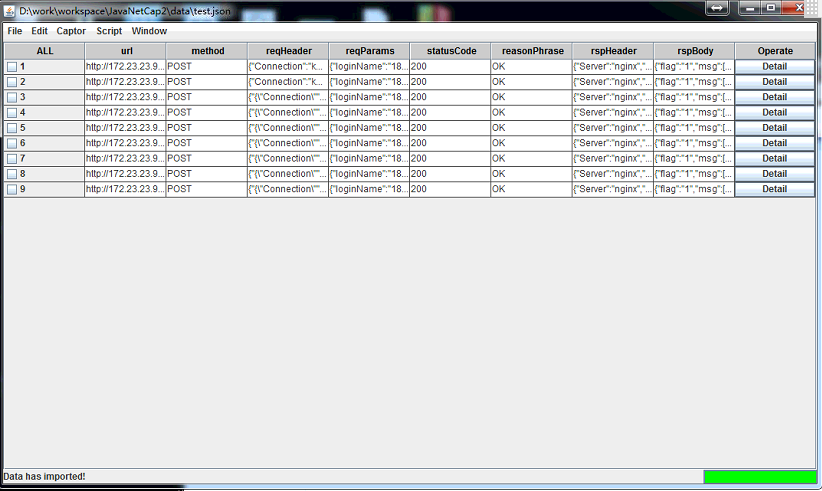 D:\work\workspace\JavaNetCap2\data\test.json
File Edit Captor Script Window
ALL url method reqHeader reqParams statusCode reasonPhrase rspHeader rspBody Operate
1 http://172.23.23.9... POST {"Connection":"k... {"loginName":"18... 200 OK {"Server":"nginx","... {"flag":"1","msg":[... Detail
2 http://172.23.23.9... POST {"Connection":"k... {"loginName":"18... 200 OK {"Server":"nginx","... {"flag":"1","msg":[... Detail
3 http://172.23.23.9... POST {"{\"Connection\""... {"loginName":"18... 200 OK {"Server":"nginx","... {"flag":"1","msg":[... Detail
4 http://172.23.23.9... POST {"{\"Connection\""... {"loginName":"18... 200 OK {"Server":"nginx","... {"flag":"1","msg":[... Detail
5 http://172.23.23.9... POST {"{\"Connection\""... {"loginName":"18... 200 OK {"Server":"nginx","... {"flag":"1","msg":[... Detail
6 http://172.23.23.9... POST {"{\"Connection\""... {"loginName":"18... 200 OK {"Server":"nginx","... {"flag":"1","msg":[... Detail
7 http://172.23.23.9... POST {"{\"Connection\""... {"loginName":"18... 200 OK {"Server":"nginx","... {"flag":"1","msg":[... Detail
8 http://172.23.23.9... POST {"{\"Connection\""... {"loginName":"18... 200 OK {"Server":"nginx","... {"flag":"1","msg":[... Detail
9 http://172.23.23.9... POST {"{\"Connection\""... {"loginName":"18... 200 OK {"Server":"nginx","... {"flag":"1","msg":[... Detail
Data has imported!